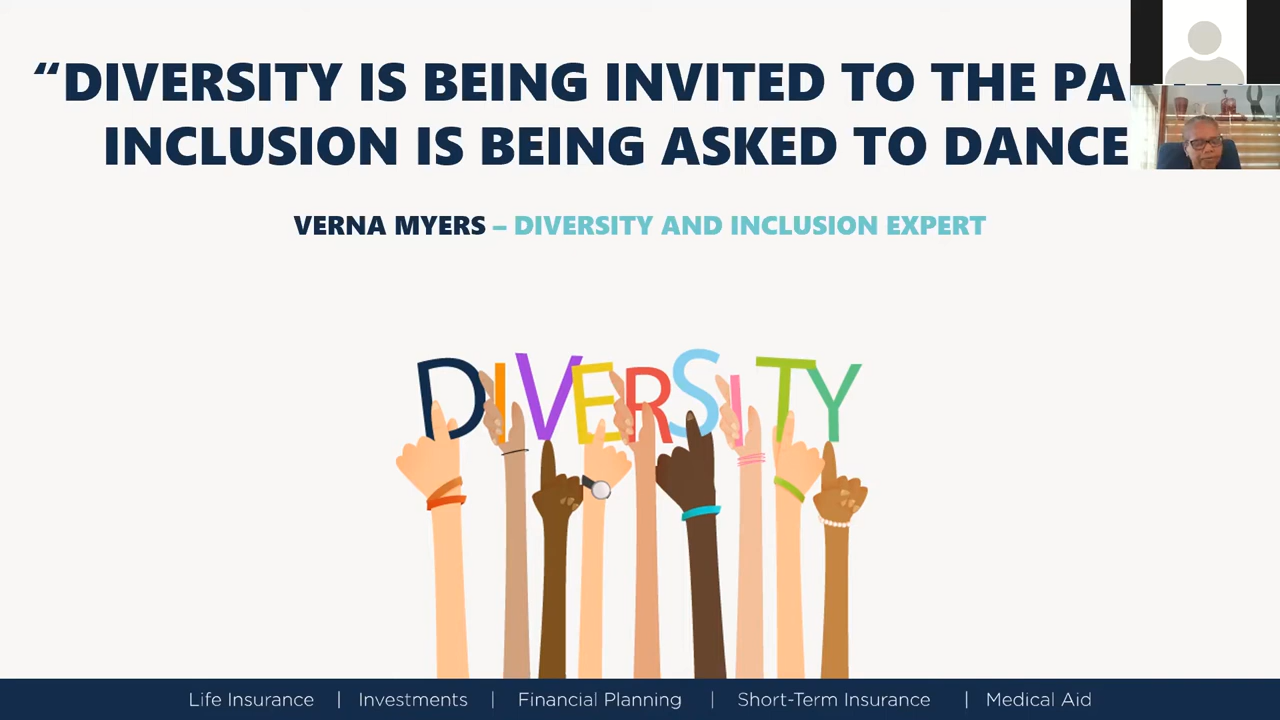 “DIVERSITY IS BEING INVITED TO THE
INCLUSION IS BEING ASKED TO DANCE
VERNA MYERS – DIVERSITY AND INCLUSION EXPERT
DIVERSITY
Life Insurance | Investments | Financial Planning | Short-Term Insurance | Medical Aid